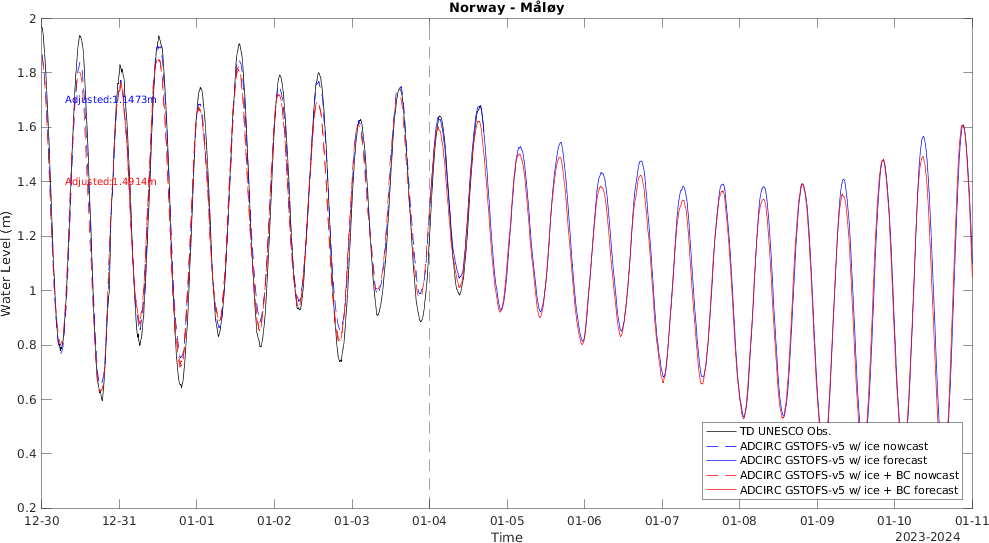 Norway - Måløy
2
1.8
1.6
1.4
1.2
1
0.8
0.6
0.4
0.2
Water Level (m)
Adjusted:1.1473m
Adjusted:1.4914m
TD UNESCO Obs.
ADCIRC GSTOFS-v5 w/ ice nowcast
ADCIRC GSTOFS-v5 w/ ice forecast
ADCIRC GSTOFS-v5 w/ ice + BC nowcast
ADCIRC GSTOFS-v5 w/ ice + BC forecast
12-30 12-31 01-01 01-02 01-03 01-04 01-05 01-06 01-07 01-08 01-09 01-10 01-11
Time
2023-2024